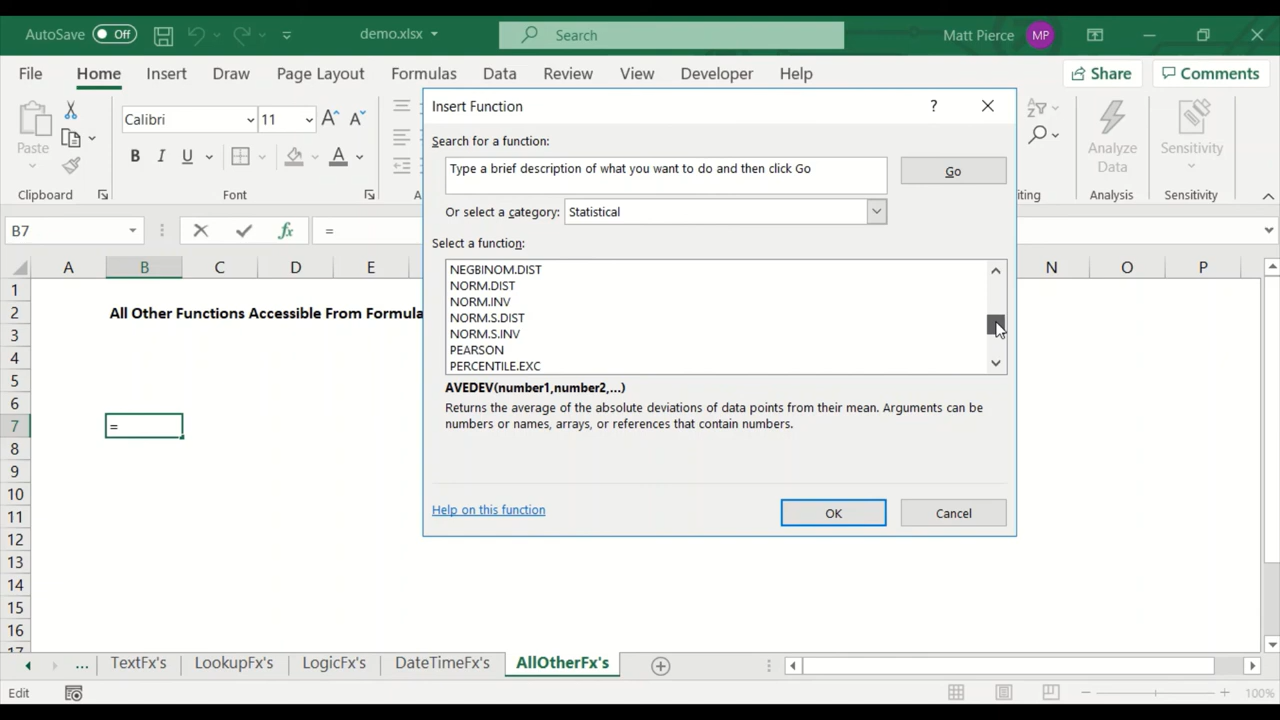 AutoSave Off demo.xlsx Search Matt Pierce MP
File Home Insert Draw Page Layout Formulas Data Review View Developer Help Share Comments
Paste
Calibri 11
B I U A
Analyze Data
Sensitivity
Clipboard Font Analysis Sensitivity
Insert Function ?
Search for a function:
Type a brief description of what you want to do and then click Go
Go
Or select a category: Statistical
Select a function:
NEGBINOM.DIST
NORM.DIST
NORM.INV
NORM.S.DIST
NORM.S.INV
PEARSON
PERCENTILE.EXC
AVEDEV(number1,number2,...)
Returns the average of the absolute deviations of data points from their mean. Arguments can be
numbers or names, arrays, or references that contain numbers.
Help on this function
OK Cancel
B7 fx =
A B C D E N O P
1
2 All Other Functions Accessible From Formula
3
4
5
6
7 =
8
9
10
11
12
13
14
15
16
... TextFx's LookupFx's LogicFx's DateTimeFx's AllOtherFx's
Edit 100%